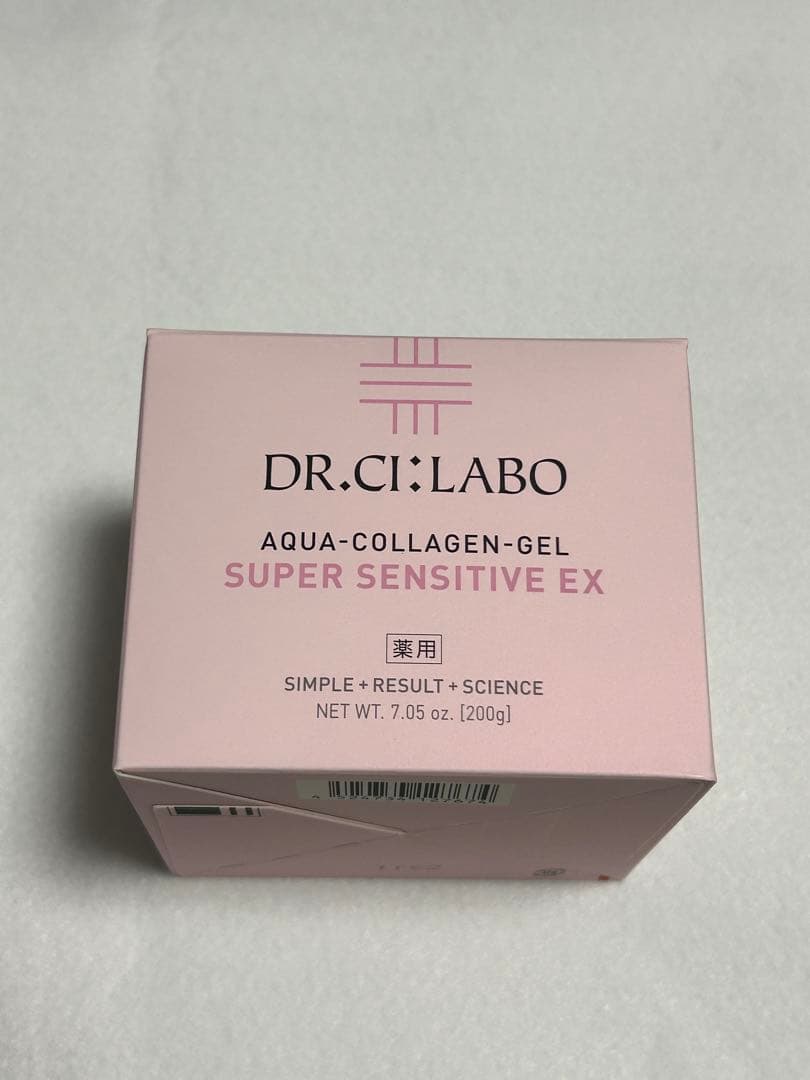 DR.CI:LABO
AQUA-COLLAGEN-GEL
SUPER SENSITIVE EX
薬用
SIMPLE + RESULT + SCIENCE
NET WT. 7.05 oz. [200g]